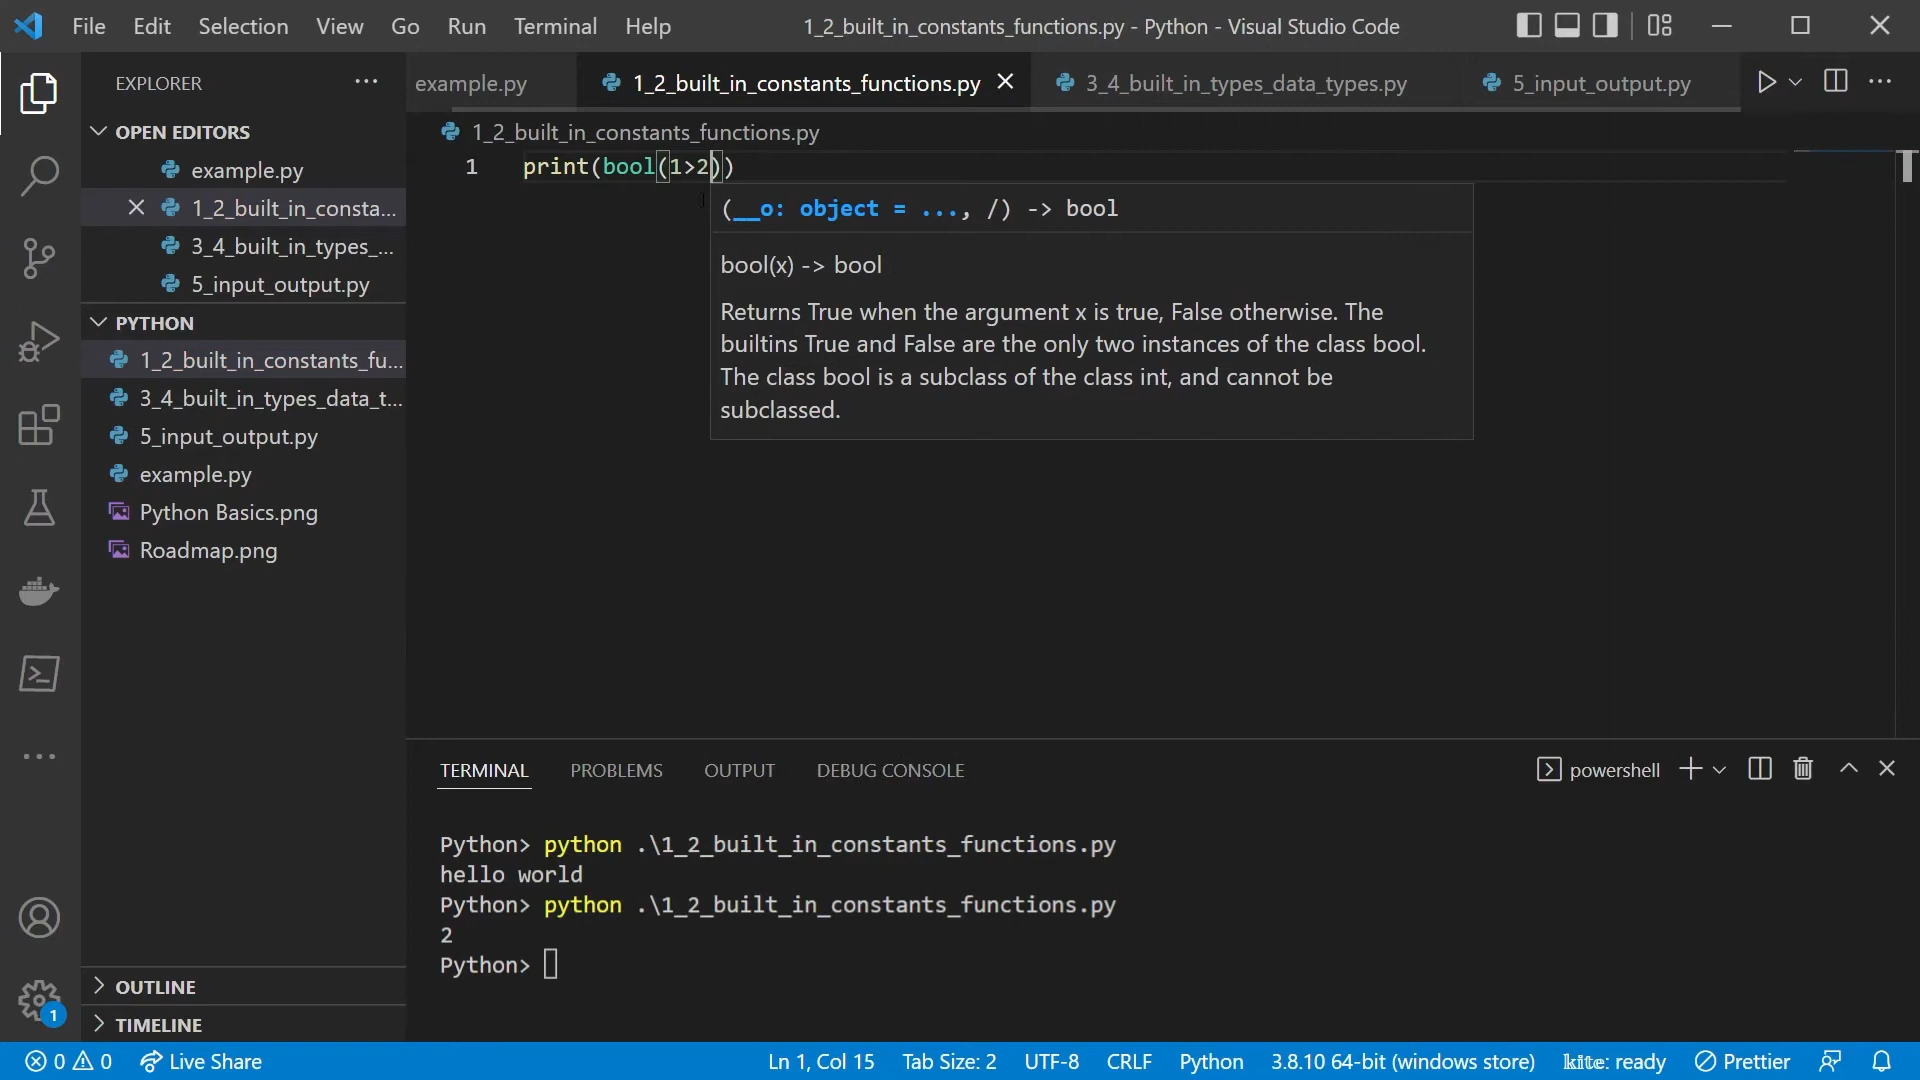 File Edit Selection View Go Run Terminal Help
1_2_built_in_constants_functions.py - Python - Visual Studio Code
EXPLORER
example.py
1_2_built_in_constants_functions.py
3_4_built_in_types_data_types.py
5_input_output.py
OPEN EDITORS
example.py
1_2_built_in_consta...
3_4_built_in_types_...
5_input_output.py
PYTHON
1_2_built_in_constants_fu...
3_4_built_in_types_data_t...
5_input_output.py
example.py
Python Basics.png
Roadmap.png
OUTLINE
TIMELINE
1_2_built_in_constants_functions.py
1 print(bool(1>2))
(__o: object = ..., /) -> bool
bool(x) -> bool
Returns True when the argument x is true, False otherwise. The
builtins True and False are the only two instances of the class bool.
The class bool is a subclass of the class int, and cannot be
subclassed.
TERMINAL PROBLEMS OUTPUT DEBUG CONSOLE
powershell
Python> python .\1_2_built_in_constants_functions.py
hello world
Python> python .\1_2_built_in_constants_functions.py
2
Python>
1
0 0 Live Share Ln 1, Col 15 Tab Size: 2 UTF-8 CRLF Python 3.8.10 64-bit (windows store) kite: ready Prettier